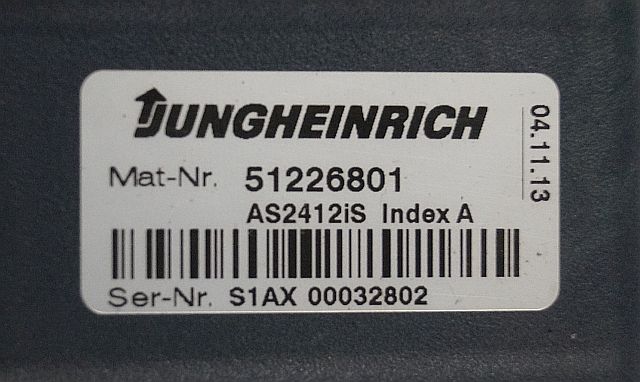 JUNGHEINRICH
Mat-Nr. 51226801
AS2412iS Index A
Ser-Nr. S1AX 00032802
04.11.13